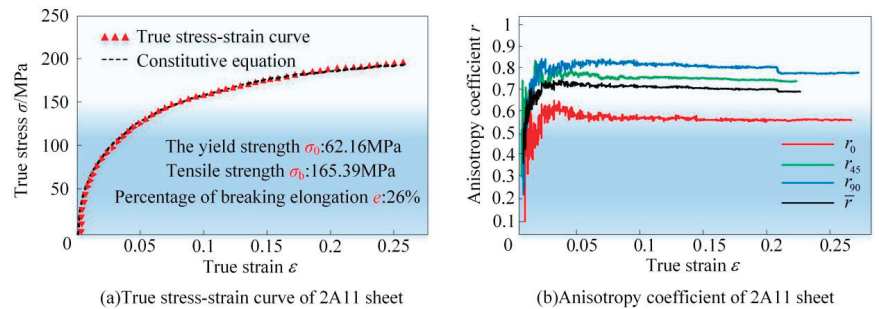 250
200
150
100
50
0
0.05
0.1
0.15
0.2
0.25
True stress σ/MPa
True strain ε
True stress-strain curve
Constitutive equation
The yield strength σ0:62.16MPa
Tensile strength σb:165.39MPa
Percentage of breaking elongation e:26%
(a)True stress-strain curve of 2A11 sheet
1
0.9
0.8
0.7
0.6
0.5
0.4
0.3
0.2
0.1
0
0.05
0.1
0.15
0.2
0.25
Anisotropy coefficient r
True strain ε
r0
r45
r90
r̅
(b)Anisotropy coefficient of 2A11 sheet